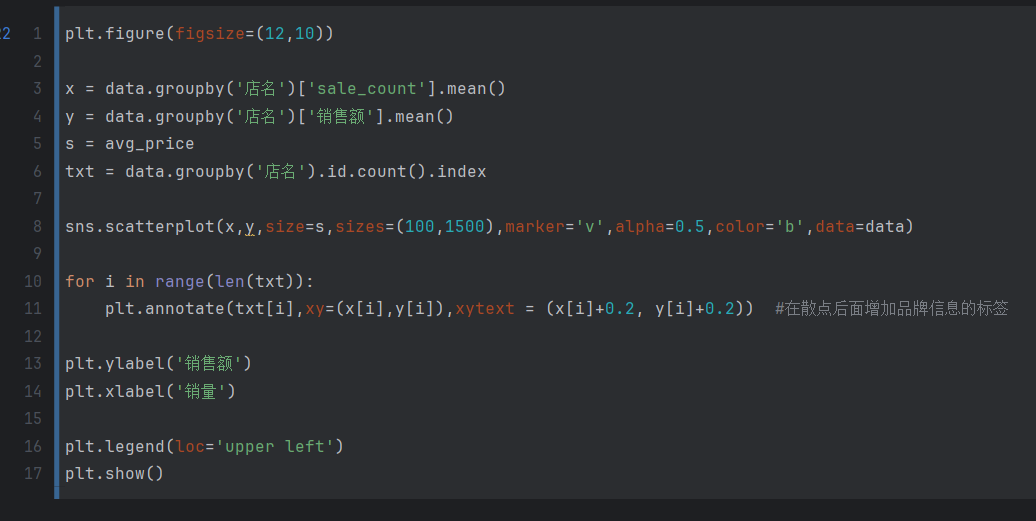 22 1 plt.figure(figsize=(12,10))
2
3 x = data.groupby('店名')['sale_count'].mean()
4 y = data.groupby('店名')['销售额'].mean()
5 s = avg_price
6 txt = data.groupby('店名').id.count().index
7
8 sns.scatterplot(x,y,size=s,sizes=(100,1500),marker='v',alpha=0.5,color='b',data=data)
9
10 for i in range(len(txt)):
11     plt.annotate(txt[i],xy=(x[i],y[i]),xytext = (x[i]+0.2, y[i]+0.2))  #在散点后面增加品牌信息的标签
12
13 plt.ylabel('销售额')
14 plt.xlabel('销量')
15
16 plt.legend(loc='upper left')
17 plt.show()